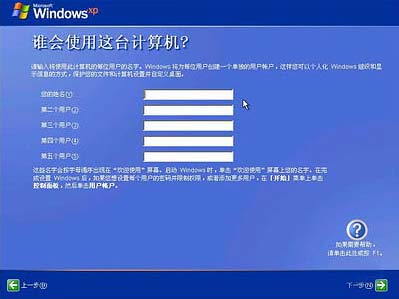 Microsoft
Windows xp
谁会使用这台计算机?
请输入将使用此计算机的每位用户的名字。Windows 将为每位用户创建一个单独的用户帐户，这样您可以个人化 Windows 组织和显
示信息的方式，保护您的文件和计算机设置并自定义桌面。
您的姓名(Y):
第二个用户(2):
第三个用户(3):
第四个用户(4):
第五个用户(5):
这些名字会按字母顺序出现在“欢迎使用”屏幕。启动 Windows 时，单击“欢迎使用”屏幕上您的名字。在完
成设置 Windows 后，如果您想设置每个用户的密码并限制权限，或者添加更多用户，在「开始」菜单上单击
控制面板，然后单击用户帐户。
如果需要帮助，
请单击此处或按 F1。
上一步(B)
下一步(N)